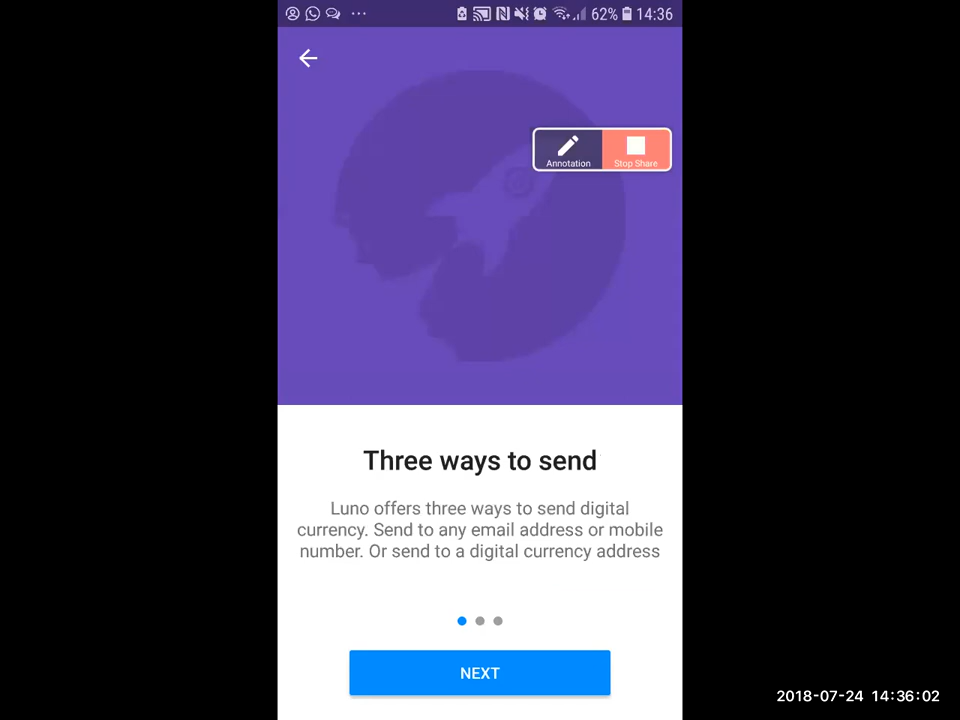 62% 14:36
Annotation Stop Share
Three ways to send
Luno offers three ways to send digital
currency. Send to any email address or mobile
number. Or send to a digital currency address
NEXT
2018-07-24 14:36:02